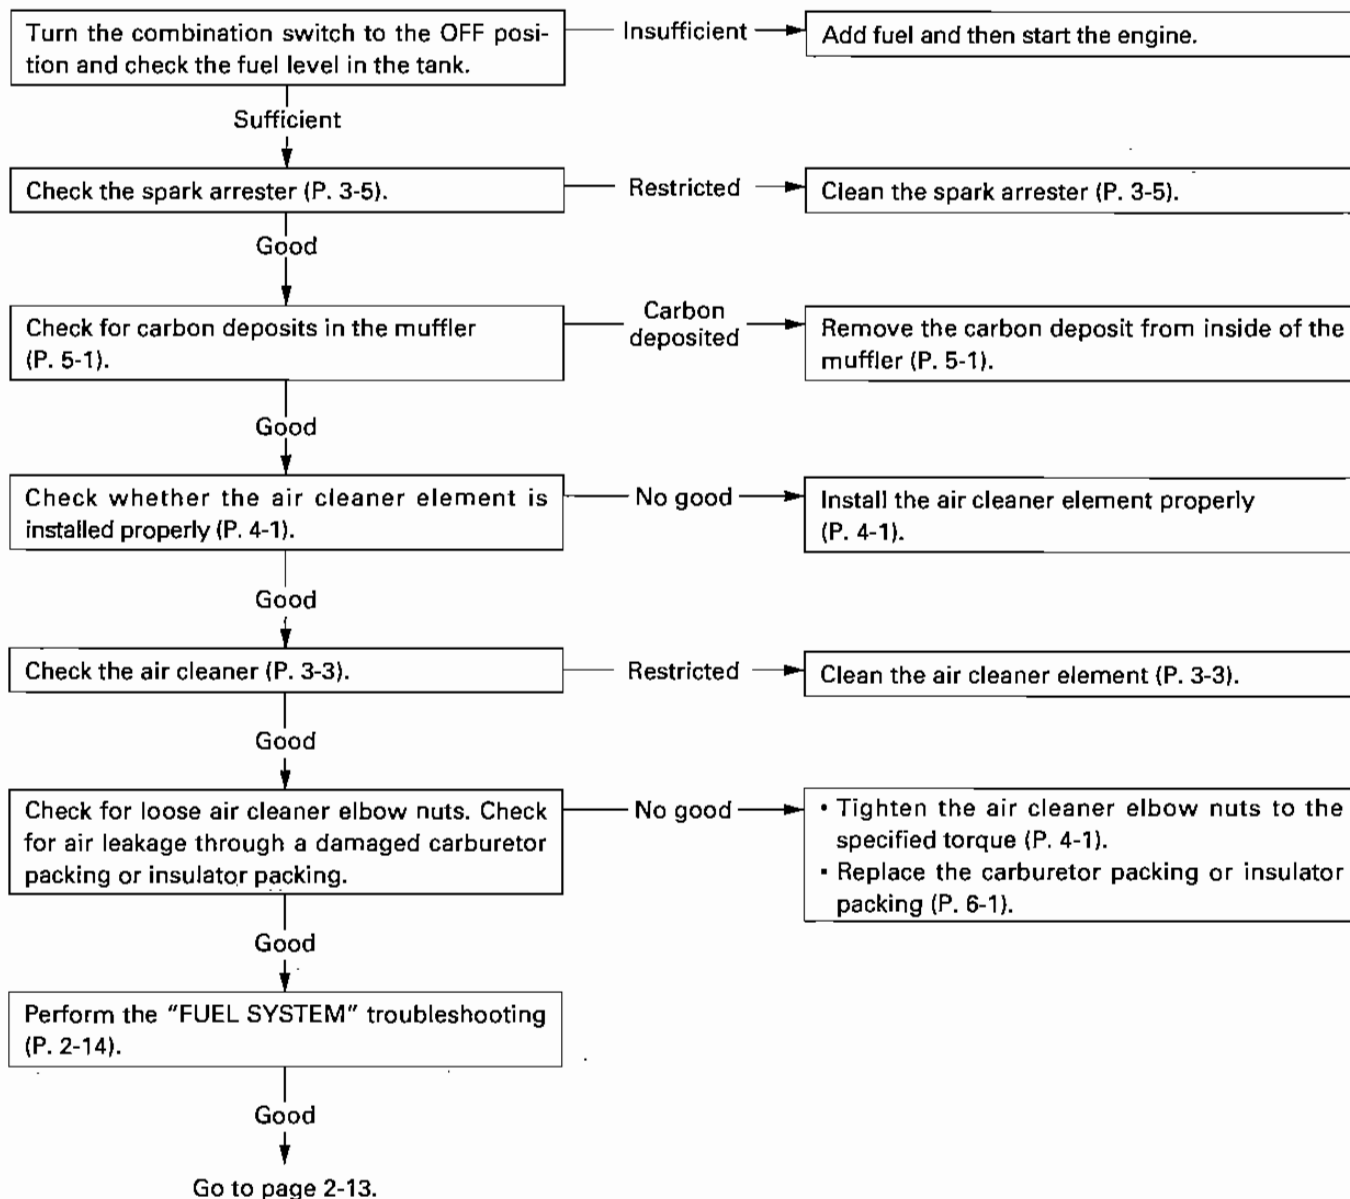 Turn the combination switch to the OFF posi-
tion and check the fuel level in the tank.
Insufficient
Add fuel and then start the engine.
Sufficient
Check the spark arrester (P. 3-5).
Restricted
Clean the spark arrester (P. 3-5).
Good
Check for carbon deposits in the muffler
(P. 5-1).
Carbon
deposited
Remove the carbon deposit from inside of the
muffler (P. 5-1).
Good
Check whether the air cleaner element is
installed properly (P. 4-1).
No good
Install the air cleaner element properly
(P. 4-1).
Good
Check the air cleaner (P. 3-3).
Restricted
Clean the air cleaner element (P. 3-3).
Good
Check for loose air cleaner elbow nuts. Check
for air leakage through a damaged carburetor
packing or insulator packing.
No good
• Tighten the air cleaner elbow nuts to the
specified torque (P. 4-1).
• Replace the carburetor packing or insulator
packing (P. 6-1).
Good
Perform the "FUEL SYSTEM" troubleshooting
(P. 2-14).
Good
Go to page 2-13.